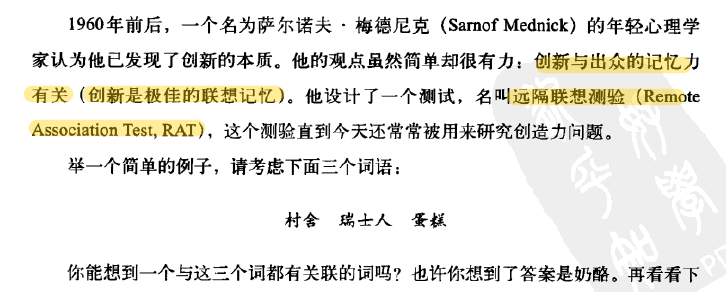 1960年前后，一个名为萨尔诺夫·梅德尼克（Sarnof Mednick）的年轻心理学
家认为他已发现了创新的本质。他的观点虽然简单却很有力：创新与出众的记忆力
有关（创新是极佳的联想记忆）。他设计了一个测试，名叫远隔联想测验（Remote
Association Test, RAT），这个测验直到今天还常常被用来研究创造力问题。
举一个简单的例子，请考虑下面三个词语：
村舍 瑞士人 蛋糕
你能想到一个与这三个词都有关联的词吗？也许你想到了答案是奶酪。再看看下